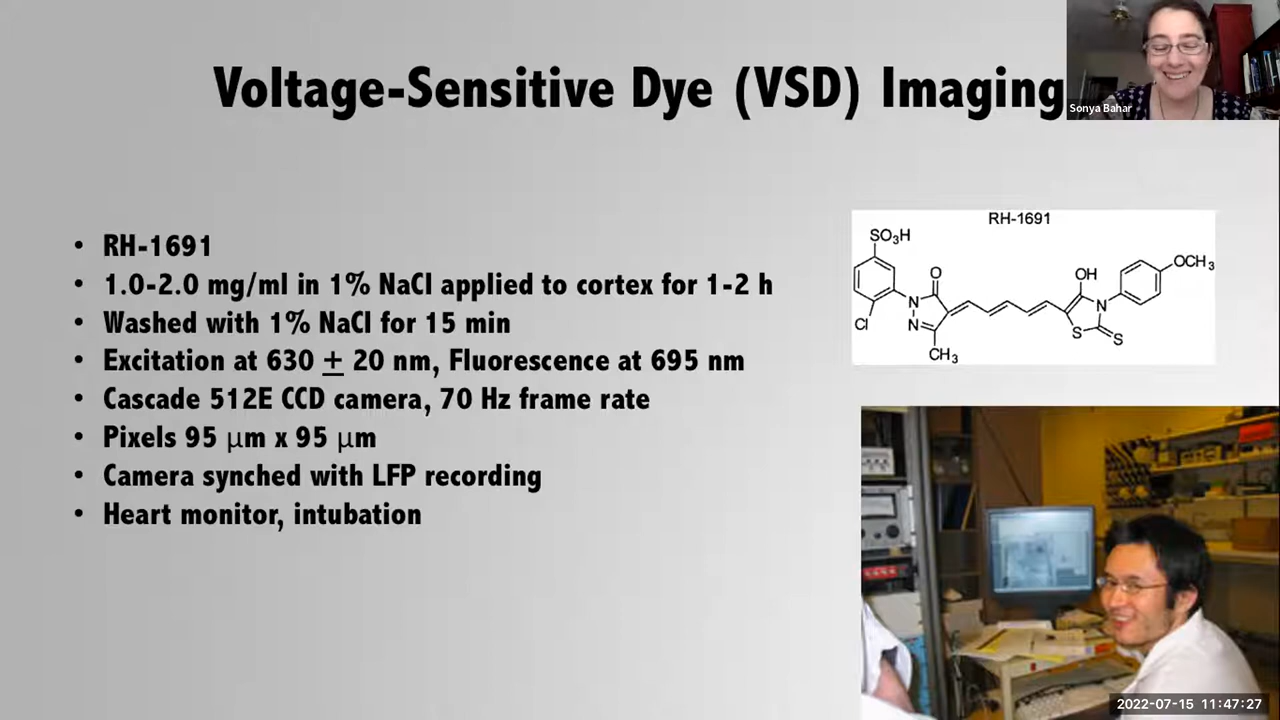 Voltage-Sensitive Dye (VSD) Imaging
Sonya Bahar
• RH-1691
• 1.0-2.0 mg/ml in 1% NaCl applied to cortex for 1-2 h
• Washed with 1% NaCl for 15 min
• Excitation at 630 ± 20 nm, Fluorescence at 695 nm
• Cascade 512E CCD camera, 70 Hz frame rate
• Pixels 95 μm x 95 μm
• Camera synched with LFP recording
• Heart monitor, intubation
RH-1691
SO₃H
O
OH
OCH₃
N
N
Cl
N
S
S
CH₃
2022-07-15 11:47:27